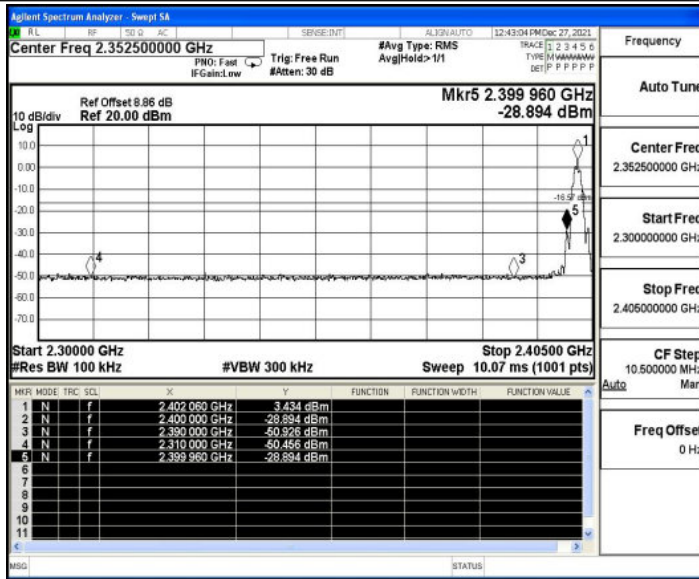 Agilent Spectrum Analyzer - Swept SA
RL RF 50 Ω AC SENSE:INT ALIGNAUTO 12:43:04 PM Dec 27, 2021
Center Freq 2.352500000 GHz
PNO: Fast
IFGain:Low
Trig: Free Run
#Atten: 30 dB
#Avg Type: RMS
Avg|Hold:>1/1
TRACE 1 2 3 4 5 6
TYPE M
DET P P P P P P
Ref Offset 8.86 dB
10 dB/div Ref 20.00 dBm
Log
Mkr5 2.399 960 GHz
-28.894 dBm
10.0
0.00
-10.0
-20.0
-30.0
-40.0
-50.0
-60.0
-70.0
1
-16.57 dBm
5
4
3
Start 2.30000 GHz Stop 2.40500 GHz
#Res BW 100 kHz #VBW 300 kHz Sweep 10.07 ms (1001 pts)
MKR MODE TRC SCL X Y FUNCTION FUNCTION WIDTH FUNCTION VALUE
1 N f 2.402 060 GHz 3.434 dBm
2 N f 2.400 000 GHz -28.894 dBm
3 N f 2.390 000 GHz -50.926 dBm
4 N f 2.310 000 GHz -50.456 dBm
5 N f 2.399 960 GHz -28.894 dBm
6
7
8
9
10
11
MSG STATUS
Frequency
Auto Tune
Center Freq
2.352500000 GHz
Start Freq
2.300000000 GHz
Stop Freq
2.405000000 GHz
CF Step
10.500000 MHz
Auto Man
Freq Offset
0 Hz